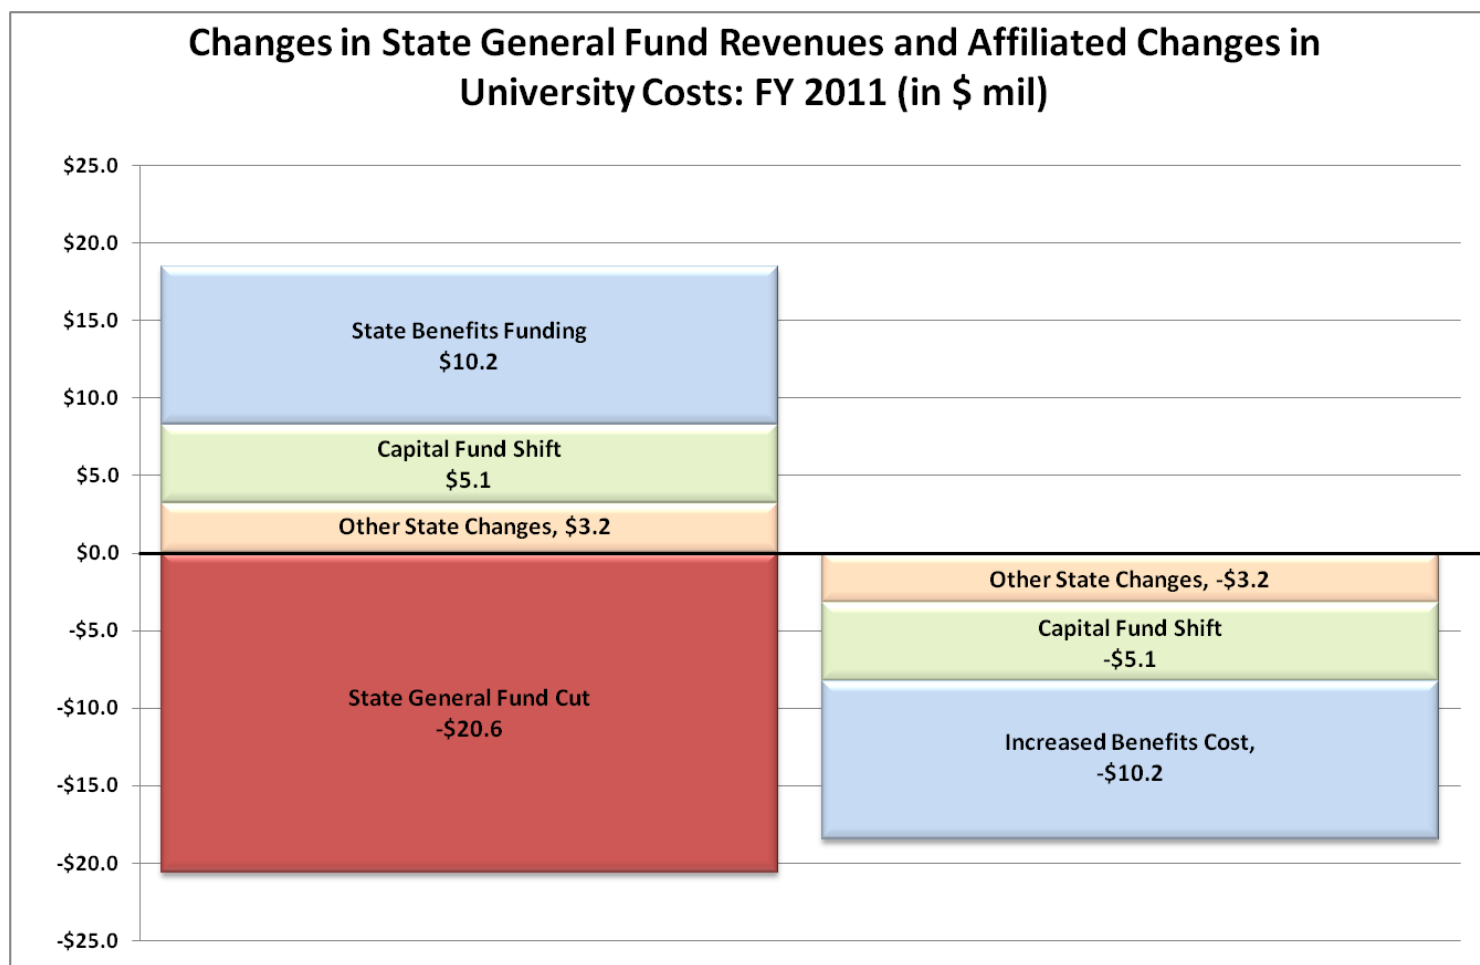 Changes in State General Fund Revenues and Affiliated Changes in
University Costs: FY 2011 (in $ mil)
$25.0
$20.0
$15.0
$10.0
$5.0
$0.0
-$5.0
-$10.0
-$15.0
-$20.0
-$25.0
State Benefits Funding
$10.2
Capital Fund Shift
$5.1
Other State Changes, $3.2
State General Fund Cut
-$20.6
Other State Changes, -$3.2
Capital Fund Shift
-$5.1
Increased Benefits Cost,
-$10.2